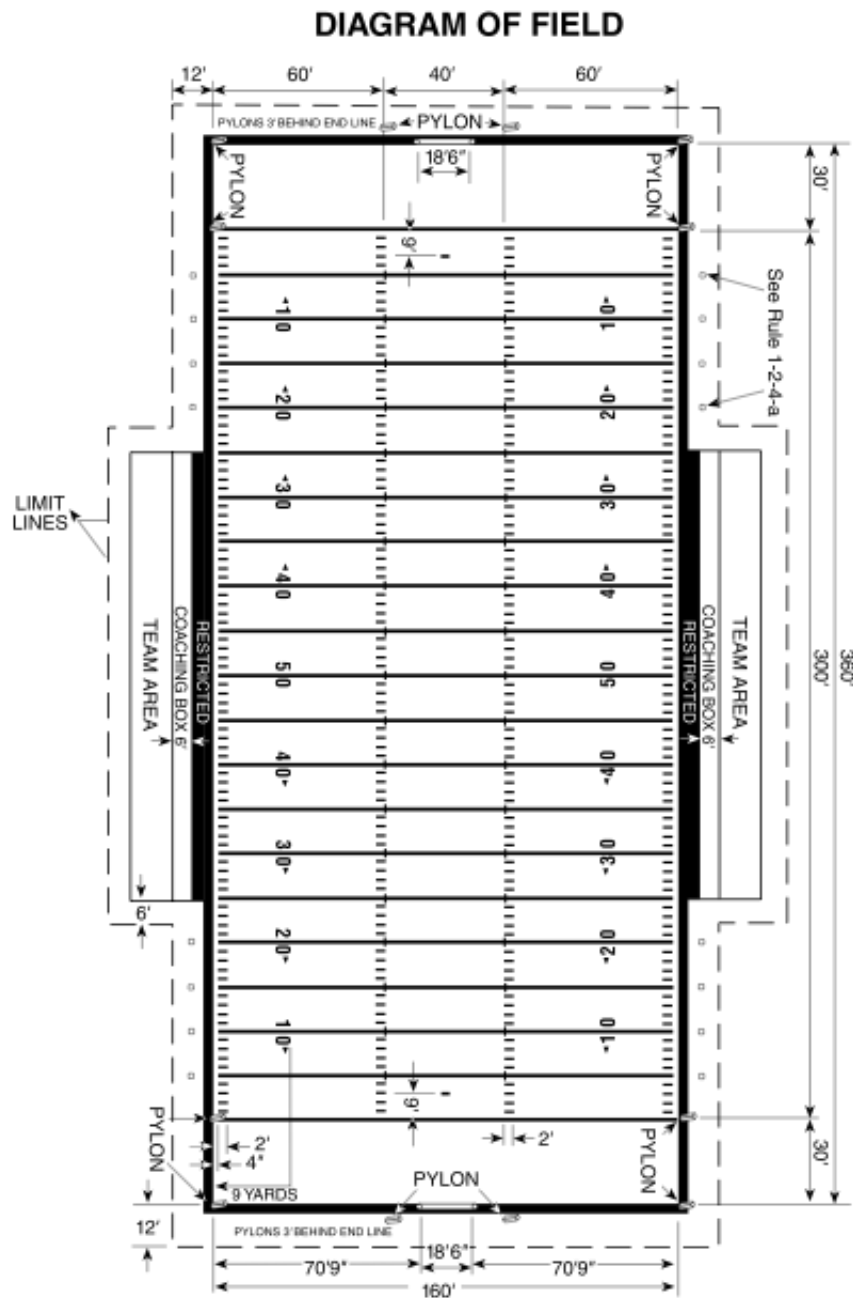 DIAGRAM OF FIELD
12' 60' 40' 60'
PYLONS 3' BEHIND END LINE PYLON
18'6"
PYLON
PYLON
30'
9'
See Rule 1-2-4-a
10 10
20 20
30 30
LIMIT
LINES
40 40
TEAM AREA
COACHING BOX 6'
RESTRICTED
50 50
RESTRICTED
COACHING BOX 6'
TEAM AREA
300'
360'
40 40
30 30
6'
20 20
10 10
9'
PYLON
2'
4"
2'
PYLON
30'
9 YARDS
PYLON
12'
PYLONS 3' BEHIND END LINE
18'6"
70'9" 70'9"
160'